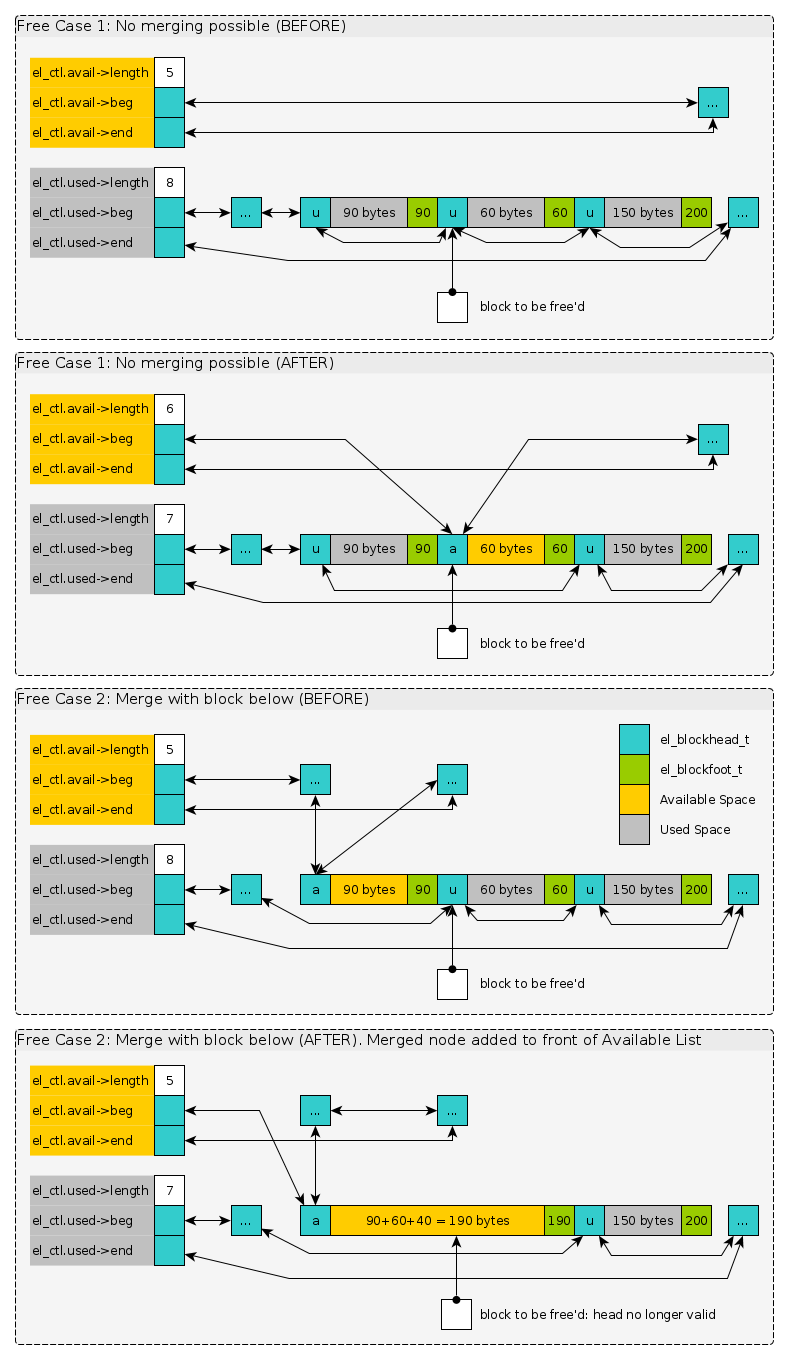 Free Case 1: No merging possible (BEFORE)
el_ctl.avail->length 5
el_ctl.avail->beg ...
el_ctl.avail->end
el_ctl.used->length 8
el_ctl.used->beg ... u 90 bytes 90 u 60 bytes 60 u 150 bytes 200 ...
el_ctl.used->end
block to be free'd
Free Case 1: No merging possible (AFTER)
el_ctl.avail->length 6
el_ctl.avail->beg ...
el_ctl.avail->end
el_ctl.used->length 7
el_ctl.used->beg ... u 90 bytes 90 a 60 bytes 60 u 150 bytes 200 ...
el_ctl.used->end
block to be free'd
Free Case 2: Merge with block below (BEFORE)
el_blockhead_t
el_ctl.avail->length 5
el_blockfoot_t
el_ctl.avail->beg ... ...
Available Space
el_ctl.avail->end
Used Space
el_ctl.used->length 8
el_ctl.used->beg ... a 90 bytes 90 u 60 bytes 60 u 150 bytes 200 ...
el_ctl.used->end
block to be free'd
Free Case 2: Merge with block below (AFTER). Merged node added to front of Available List
el_ctl.avail->length 5
el_ctl.avail->beg ... ...
el_ctl.avail->end
el_ctl.used->length 7
el_ctl.used->beg ... a 90+60+40 = 190 bytes 190 u 150 bytes 200 ...
el_ctl.used->end
block to be free'd: head no longer valid